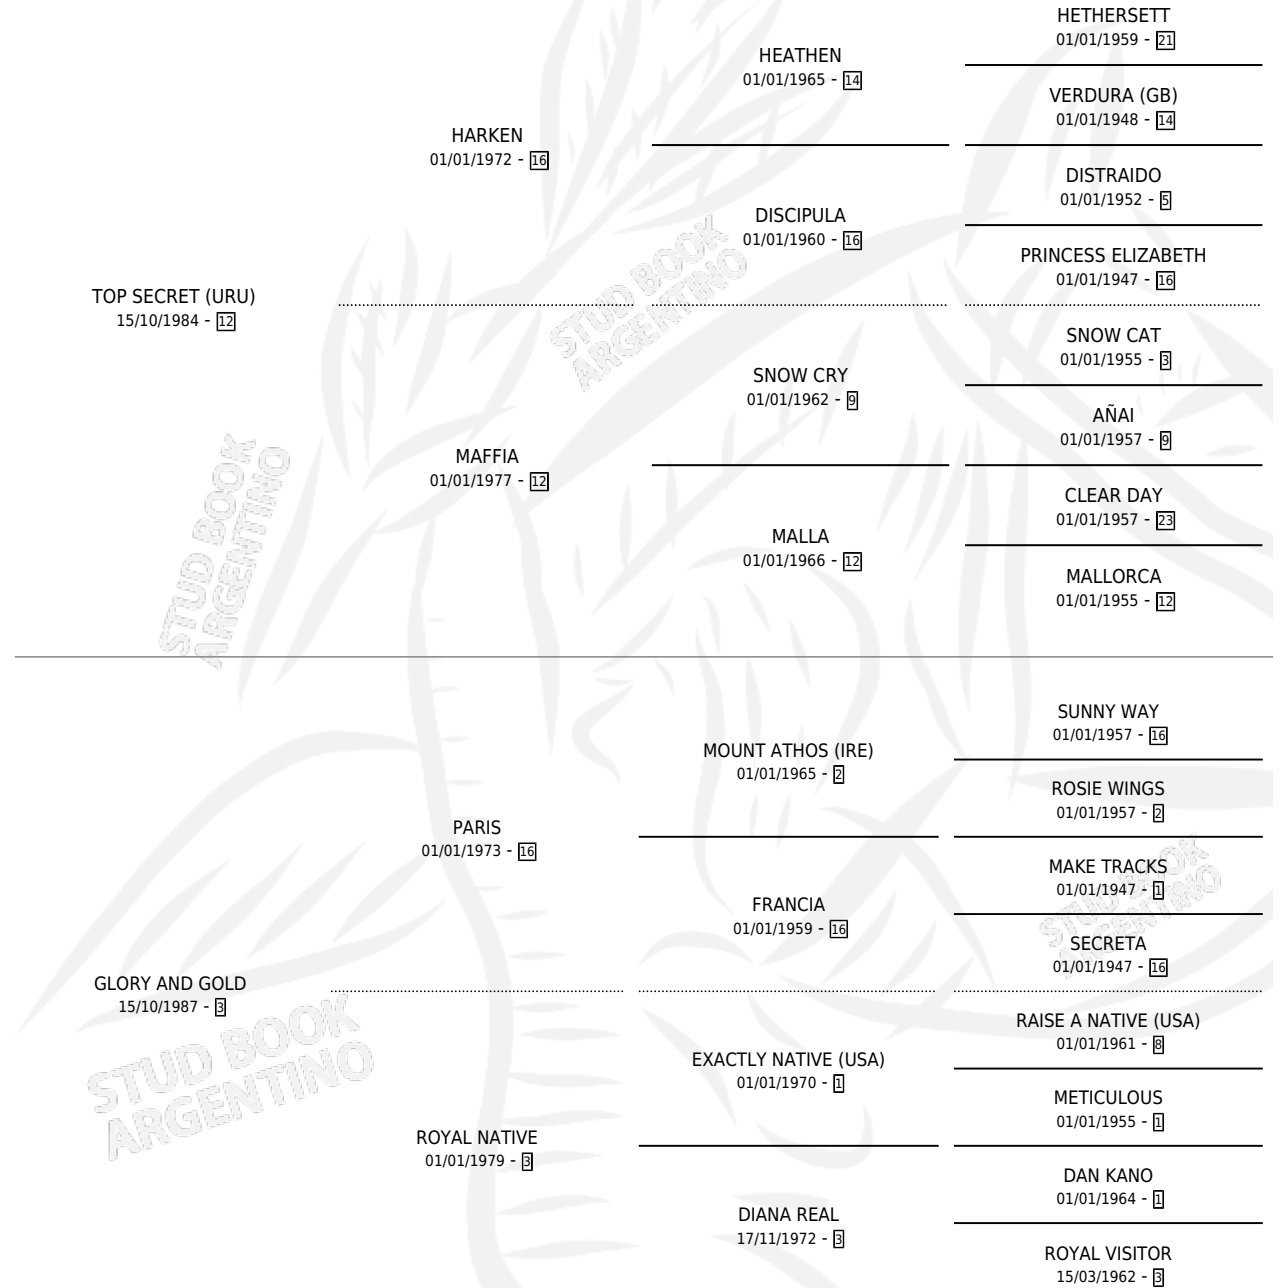 HETHERSETT
01/01/1959 - 21
HEATHEN
01/01/1965 - 14
VERDURA (GB)
01/01/1948 - 14
HARKEN
01/01/1972 - 16
DISTRAIDO
01/01/1952 - 5
DISCIPULA
01/01/1960 - 16
PRINCESS ELIZABETH
01/01/1947 - 16
TOP SECRET (URU)
15/10/1984 - 12
SNOW CAT
01/01/1955 - 3
SNOW CRY
01/01/1962 - 9
AÑAI
01/01/1957 - 9
MAFFIA
01/01/1977 - 12
CLEAR DAY
01/01/1957 - 23
MALLA
01/01/1966 - 12
MALLORCA
01/01/1955 - 12
STUD BOOK
ARGENTINO
STUD BOOK
ARGENTINO
SUNNY WAY
01/01/1957 - 16
MOUNT ATHOS (IRE)
01/01/1965 - 2
ROSIE WINGS
01/01/1957 - 2
PARIS
01/01/1973 - 16
MAKE TRACKS
01/01/1947 - 1
FRANCIA
01/01/1959 - 16
SECRETA
01/01/1947 - 16
GLORY AND GOLD
15/10/1987 - 3
RAISE A NATIVE (USA)
01/01/1961 - 8
EXACTLY NATIVE (USA)
01/01/1970 - 1
METICULOUS
01/01/1955 - 1
ROYAL NATIVE
01/01/1979 - 3
DAN KANO
01/01/1964 - 1
DIANA REAL
17/11/1972 - 3
ROYAL VISITOR
15/03/1962 - 3
STUD BOOK
ARGENTINO
STUD BOOK
ARGENTINO